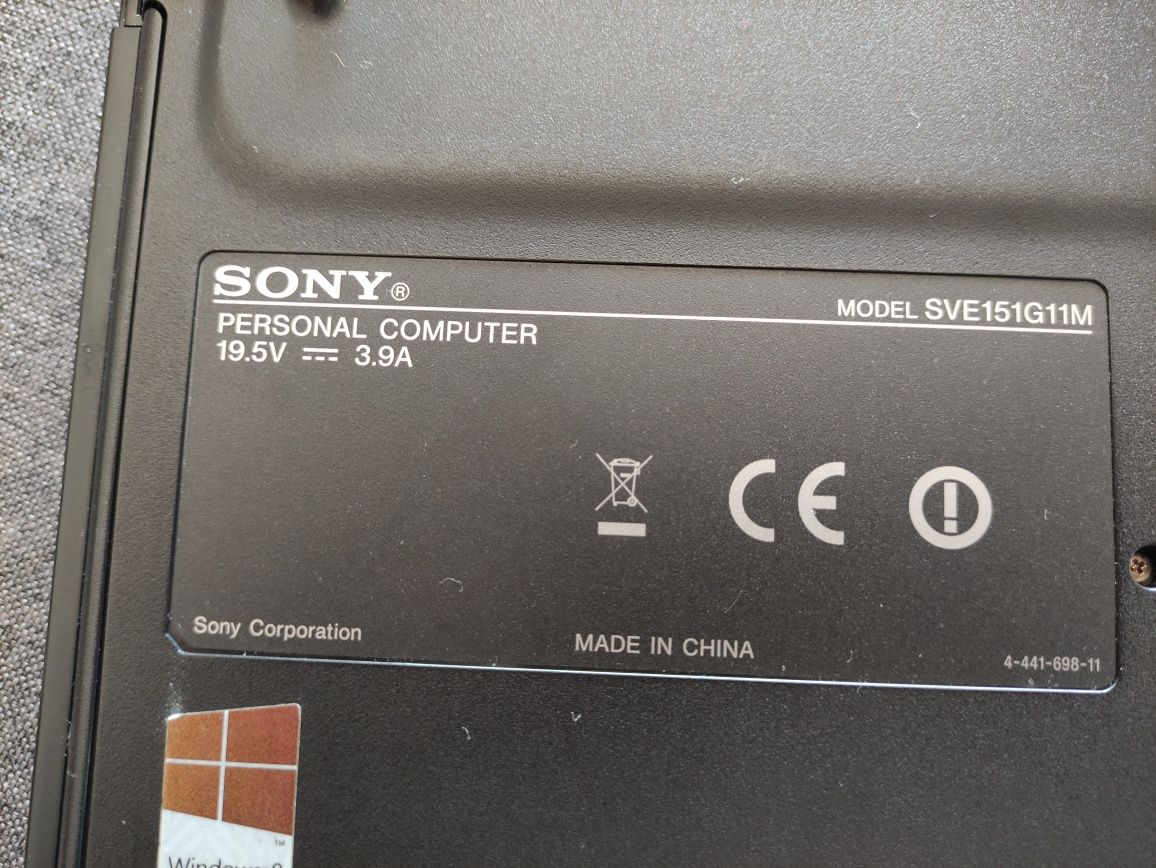 SONY®
MODEL SVE151G11M
PERSONAL COMPUTER
19.5V ⎓ 3.9A
CE
Sony Corporation
MADE IN CHINA
4-441-698-11
TM